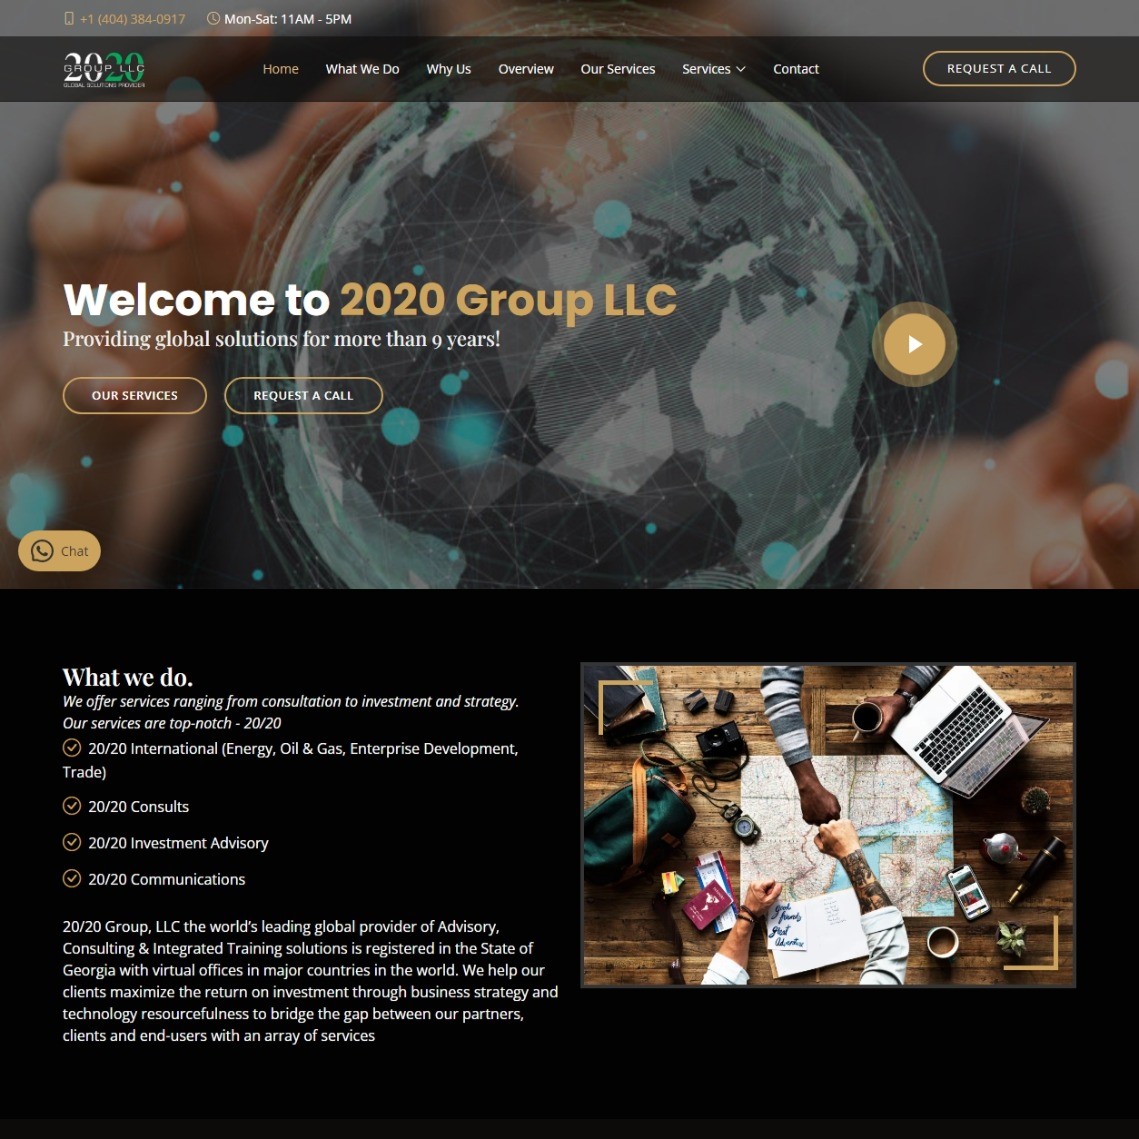 +1 (404) 384-0917
Mon-Sat: 11AM - 5PM
2020
GROUP LLC
GLOBAL SOLUTIONS PROVIDER
Home
What We Do
Why Us
Overview
Our Services
Services
Contact
REQUEST A CALL
Welcome to 2020 Group LLC
Providing global solutions for more than 9 years!
OUR SERVICES
REQUEST A CALL
Chat
What we do.
We offer services ranging from consultation to investment and strategy.
Our services are top-notch - 20/20
20/20 International (Energy, Oil & Gas, Enterprise Development,
Trade)
20/20 Consults
20/20 Investment Advisory
20/20 Communications
20/20 Group, LLC the world’s leading global provider of Advisory,
Consulting & Integrated Training solutions is registered in the State of
Georgia with virtual offices in major countries in the world. We help our
clients maximize the return on investment through business strategy and
technology resourcefulness to bridge the gap between our partners,
clients and end-users with an array of services
good
friends
great
Adventure